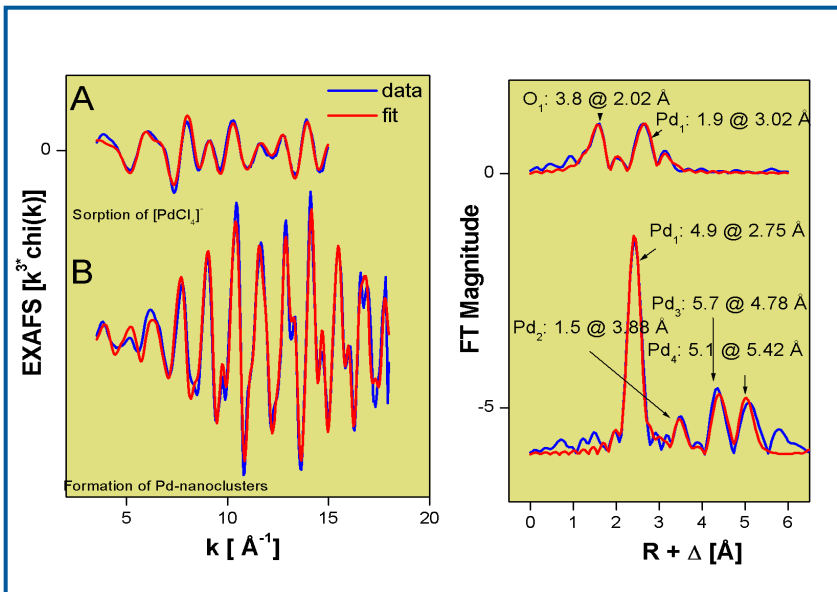 A
data
fit
0
Sorption of [PdCl₄]⁻
B
Formation of Pd-nanoclusters
EXAFS [k³*chi(k)]
5 10 15 20
k [ Å⁻¹]
O₁: 3.8 @ 2.02 Å
Pd₁: 1.9 @ 3.02 Å
0
Pd₁: 4.9 @ 2.75 Å
Pd₃: 5.7 @ 4.78 Å
Pd₂: 1.5 @ 3.88 Å
Pd₄: 5.1 @ 5.42 Å
-5
FT Magnitude
0 1 2 3 4 5 6
R + Δ [Å]